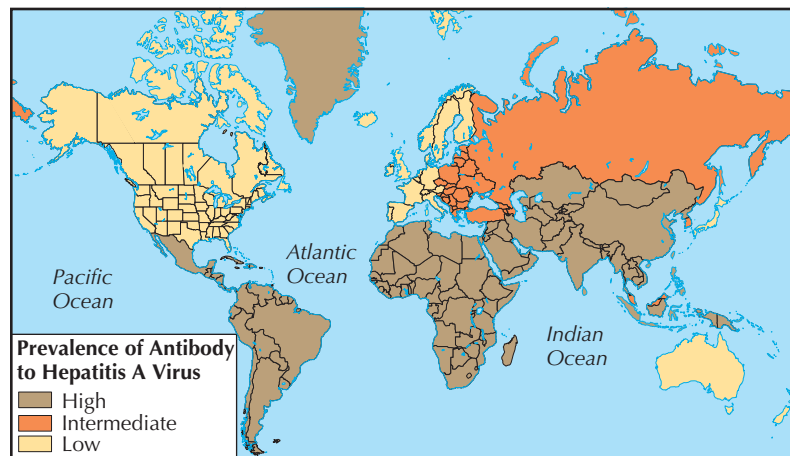 Atlantic
Ocean
Pacific
Ocean
Indian
Ocean
Prevalence of Antibody
to Hepatitis A Virus
High
Intermediate
Low